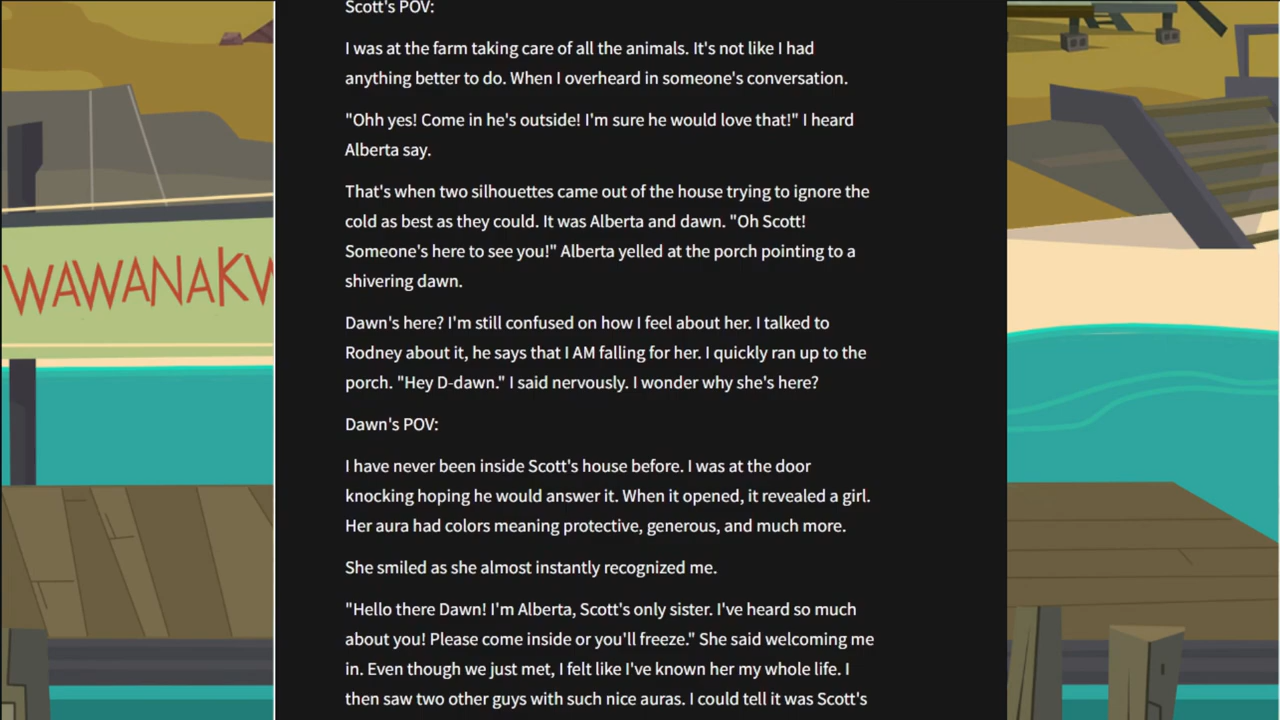 Scott's POV:
I was at the farm taking care of all the animals. It's not like I had
anything better to do. When I overheard in someone's conversation.
"Ohh yes! Come in he's outside! I'm sure he would love that!" I heard
Alberta say.
That's when two silhouettes came out of the house trying to ignore the
cold as best as they could. It was Alberta and dawn. "Oh Scott!
Someone's here to see you!" Alberta yelled at the porch pointing to a
shivering dawn.
Dawn's here? I'm still confused on how I feel about her. I talked to
Rodney about it, he says that I AM falling for her. I quickly ran up to the
porch. "Hey D-dawn." I said nervously. I wonder why she's here?
Dawn's POV:
I have never been inside Scott's house before. I was at the door
knocking hoping he would answer it. When it opened, it revealed a girl.
Her aura had colors meaning protective, generous, and much more.
She smiled as she almost instantly recognized me.
"Hello there Dawn! I'm Alberta, Scott's only sister. I've heard so much
about you! Please come inside or you'll freeze." She said welcoming me
in. Even though we just met, I felt like I've known her my whole life. I
then saw two other guys with such nice auras. I could tell it was Scott's
WAWANAKW